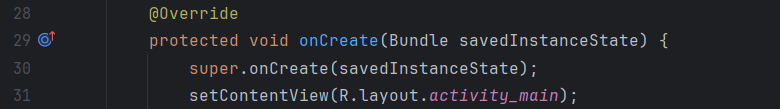 28 @Override
29 protected void onCreate(Bundle savedInstanceState) {
30 super.onCreate(savedInstanceState);
31 setContentView(R.layout.activity_main);